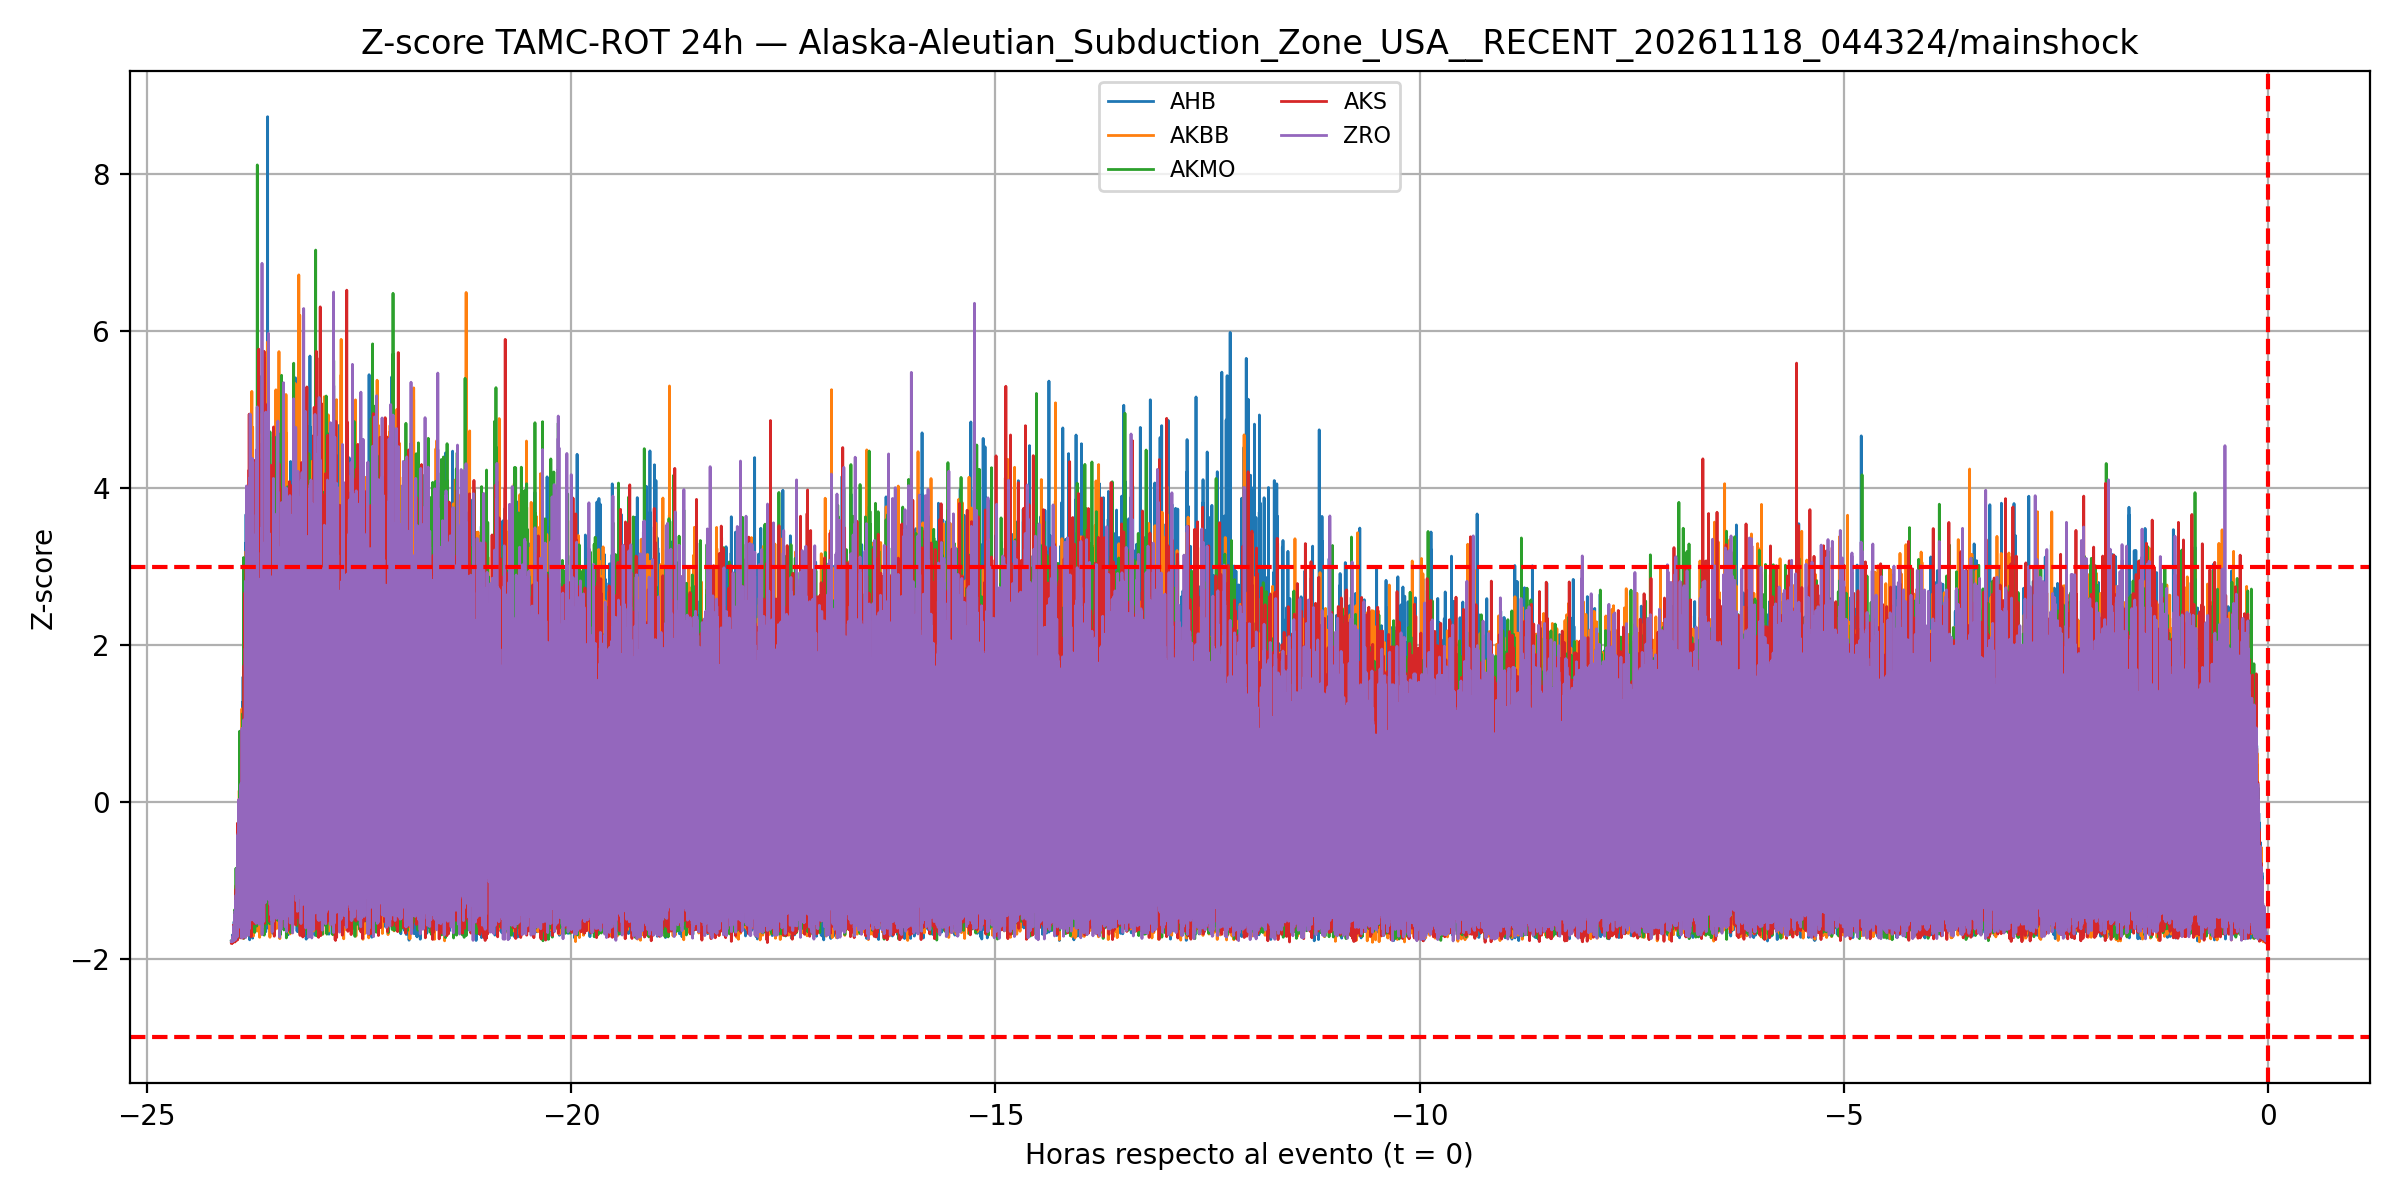 Z-score TAMC-ROT 24h — Alaska-Aleutian_Subduction_Zone_USA__RECENT_20261118_044324/mainshock
AHB
AKBB
AKMO
AKS
ZRO
Z-score
8
6
4
2
0
−2
−25
−20
−15
−10
−5
0
Horas respecto al evento (t = 0)